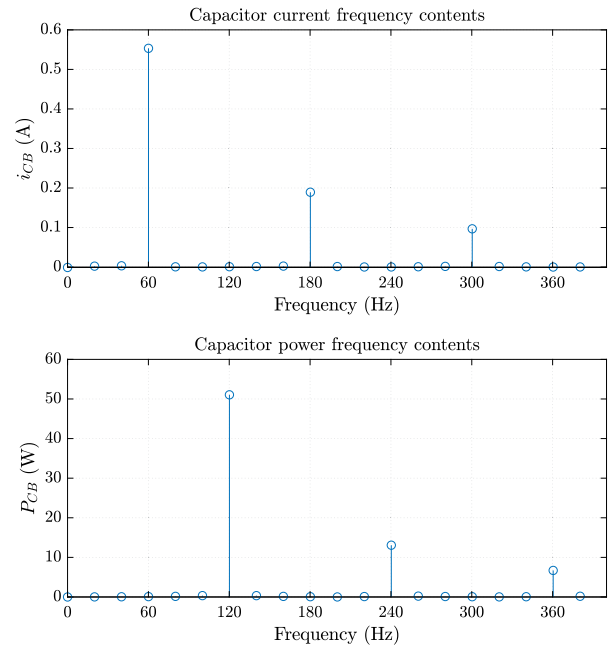 Capacitor current frequency contents
0.6
0.5
0.4
0.3
0.2
0.1
0
i_CB (A)
0 60 120 180 240 300 360
Frequency (Hz)
Capacitor power frequency contents
60
50
40
30
20
10
0
P_CB (W)
0 60 120 180 240 300 360
Frequency (Hz)